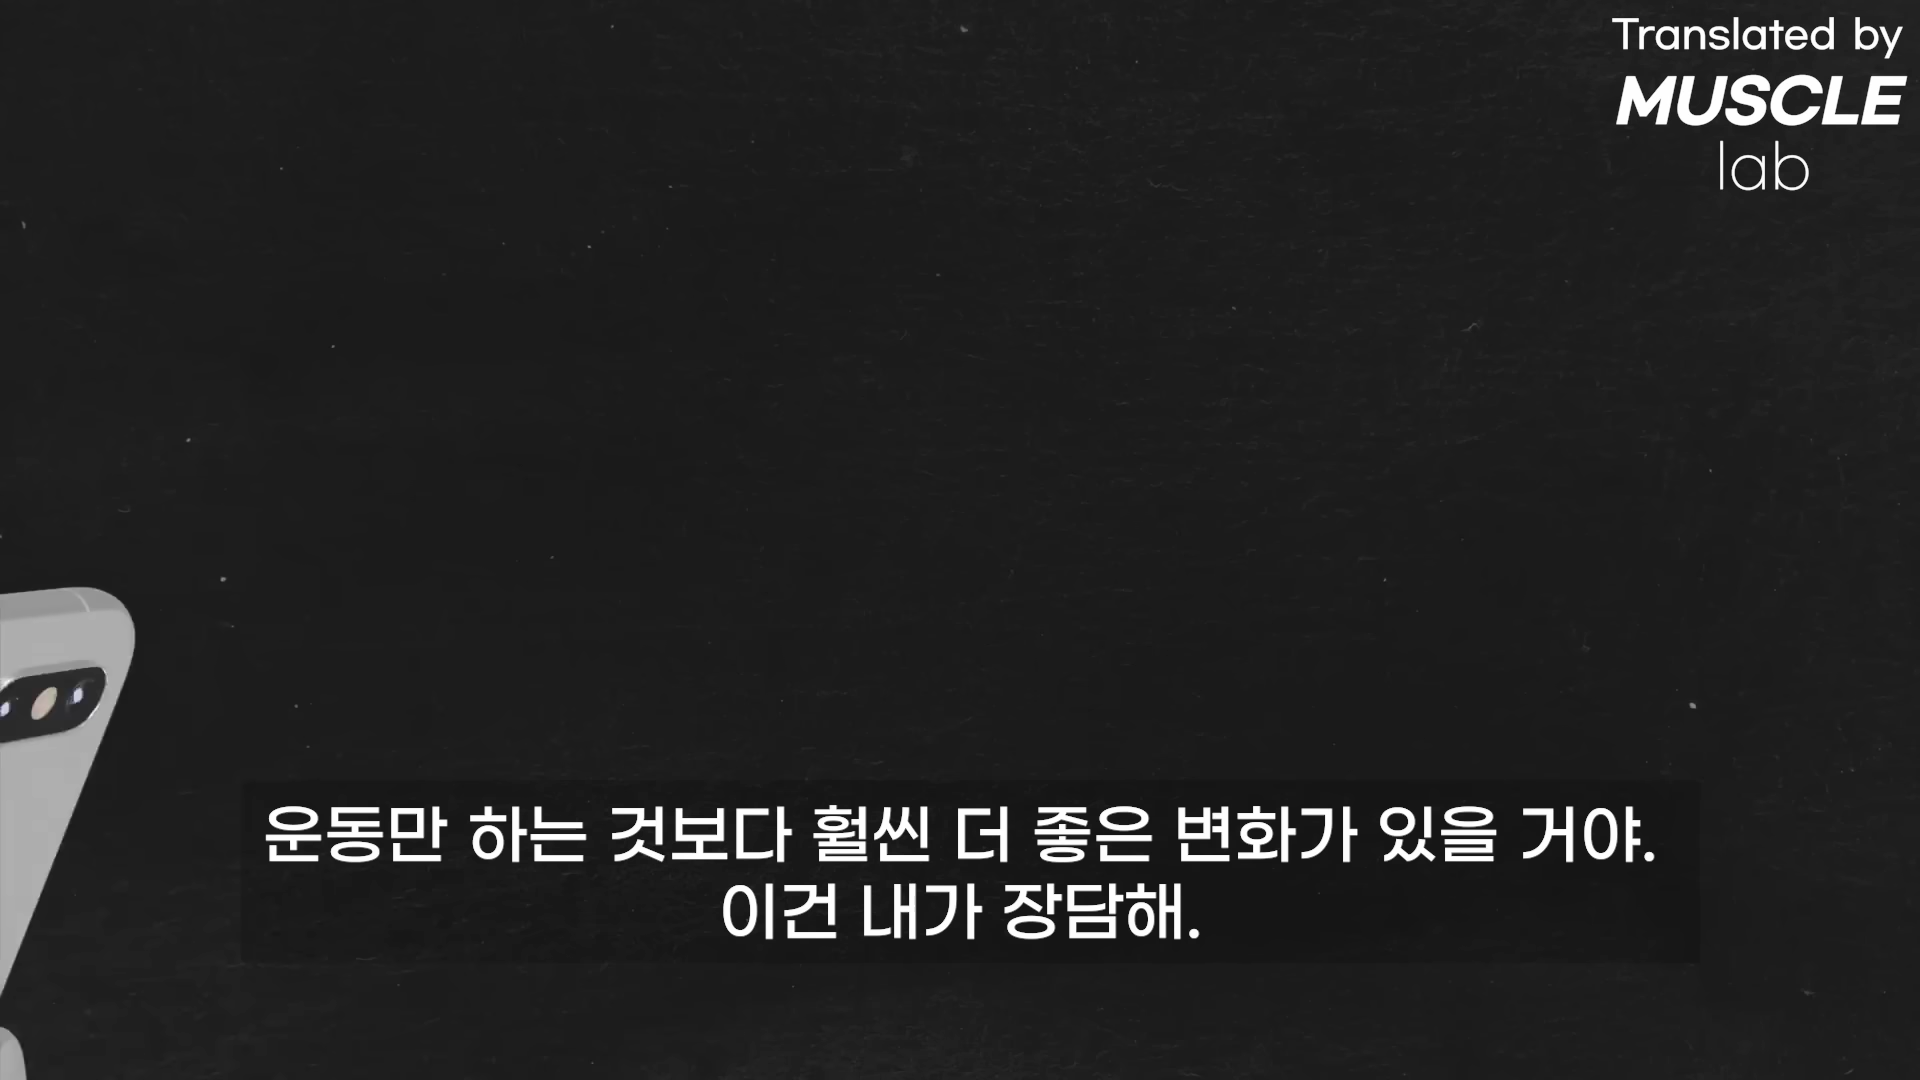 Translated by
MUSCLE
lab
운동만 하는 것보다 훨씬 더 좋은 변화가 있을 거야.
이건 내가 장담해.